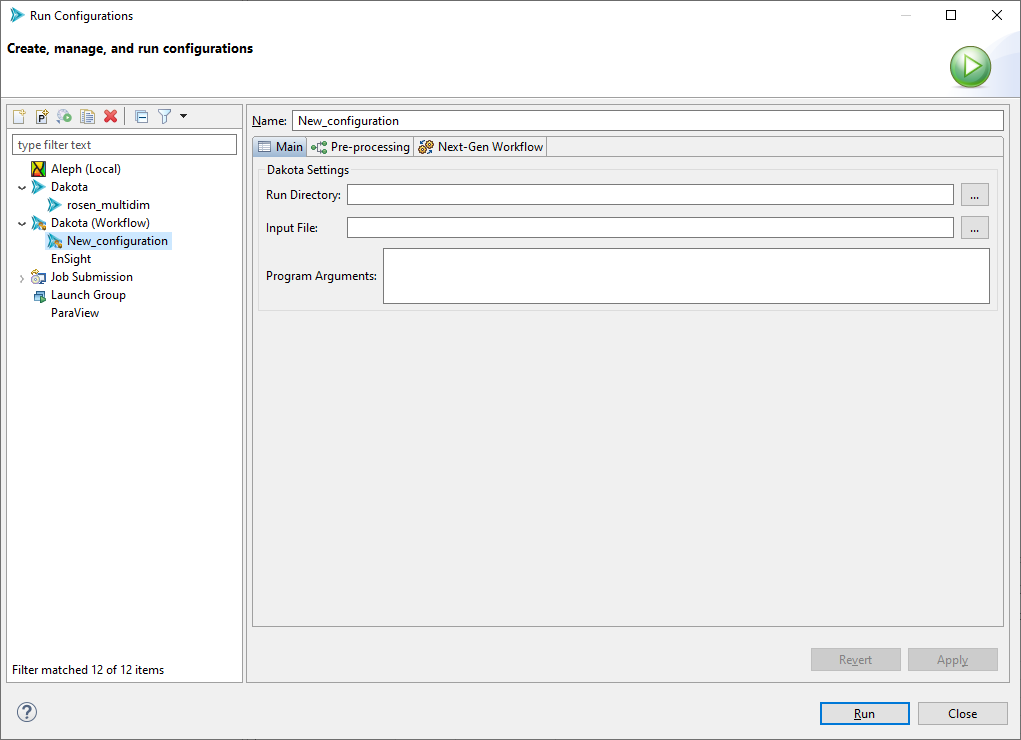 Run Configurations
Create, manage, and run configurations
type filter text
Aleph (Local)
Dakota
rosen_multidim
Dakota (Workflow)
New_configuration
EnSight
Job Submission
Launch Group
ParaView
Filter matched 12 of 12 items
Name: New_configuration
Main Pre-processing Next-Gen Workflow
Dakota Settings
Run Directory: ...
Input File: ...
Program Arguments:
Revert Apply
? Run Close